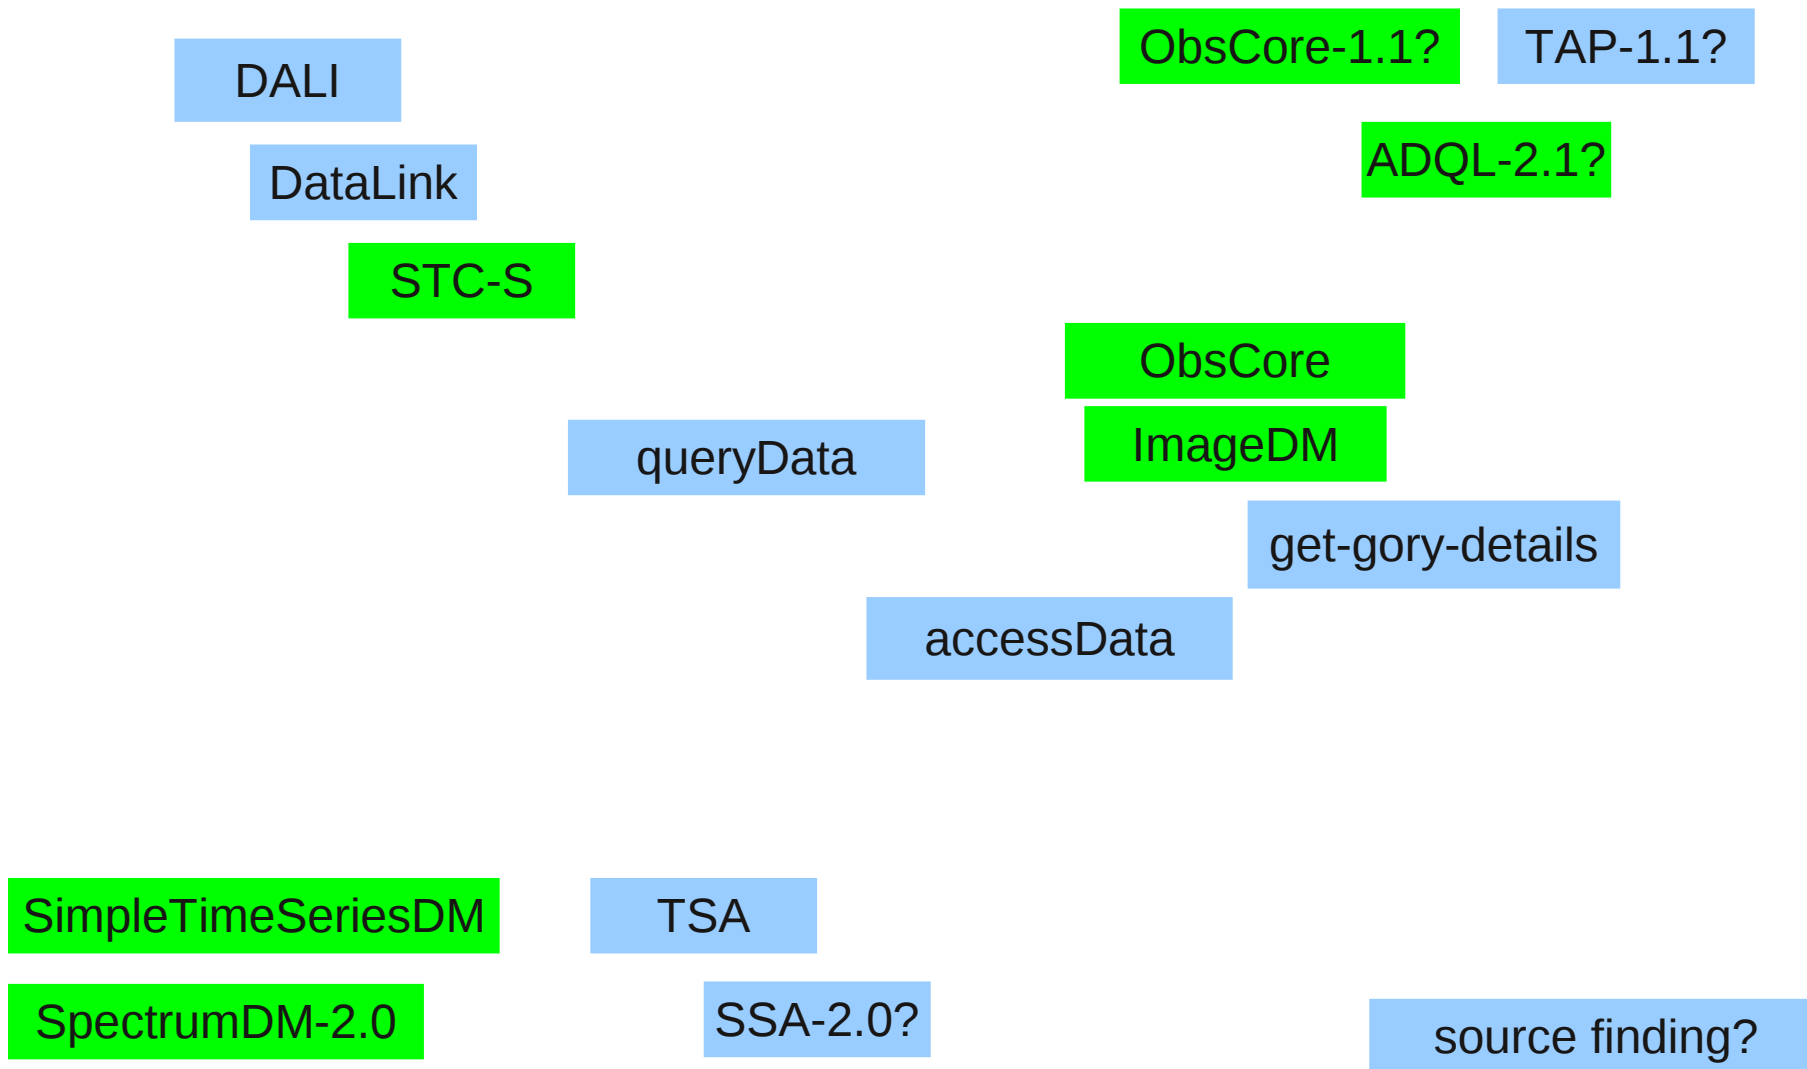 ObsCore-1.1?
TAP-1.1?
DALI
ADQL-2.1?
DataLink
STC-S
ObsCore
ImageDM
queryData
get-gory-details
accessData
SimpleTimeSeriesDM
TSA
SpectrumDM-2.0
SSA-2.0?
source finding?